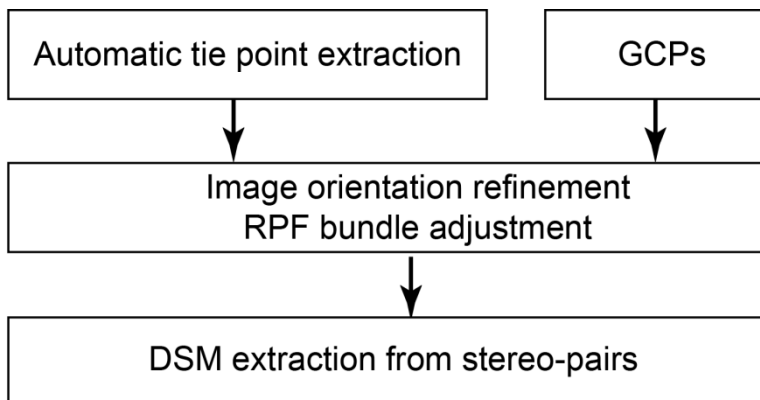 Automatic tie point extraction
GCPs
Image orientation refinement
RPF bundle adjustment
DSM extraction from stereo-pairs